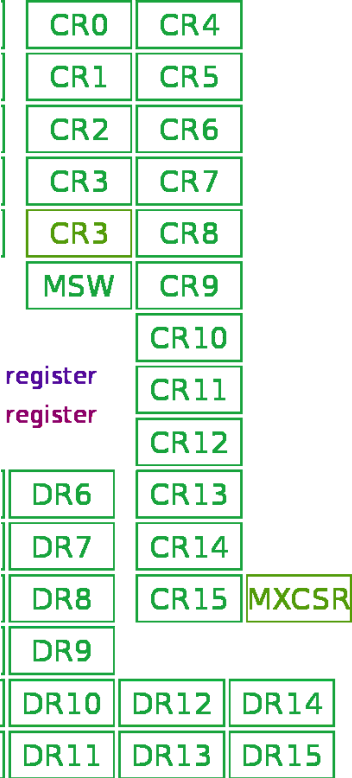 CR0 CR4
CR1 CR5
CR2 CR6
CR3 CR7
CR3 CR8
MSW CR9
CR10
register CR11
register
CR12
DR6 CR13
DR7 CR14
DR8 CR15 MXCSR
DR9
DR10 DR12 DR14
DR11 DR13 DR15